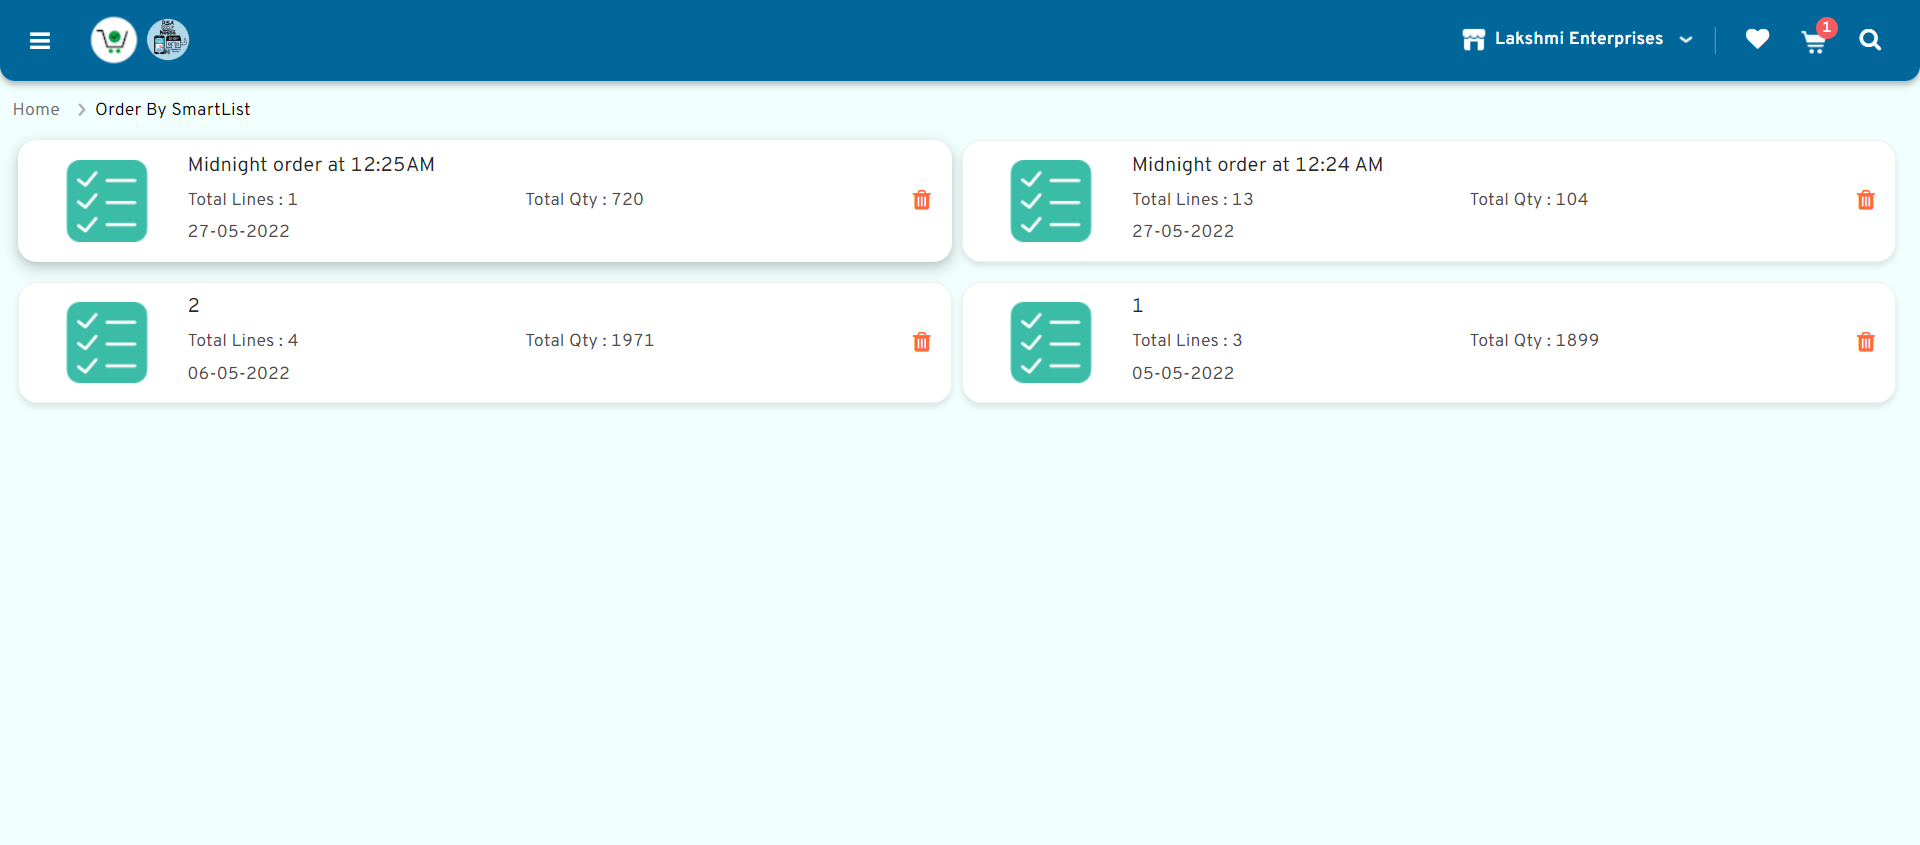 Lakshmi Enterprises
1
Home
Order By SmartList
Midnight order at 12:25AM
Total Lines : 1
Total Qty : 720
27-05-2022
Midnight order at 12:24 AM
Total Lines : 13
Total Qty : 104
27-05-2022
2
Total Lines : 4
Total Qty : 1971
06-05-2022
1
Total Lines : 3
Total Qty : 1899
05-05-2022